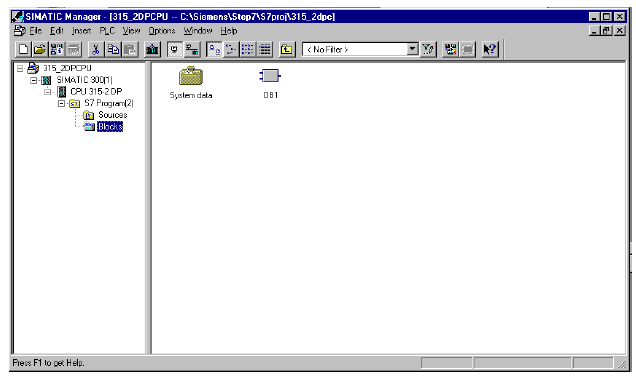 SIMATIC Manager - [315_2DPCPU -- C:\Siemens\Step7\S7proj\315_2dpc]
File Edit Insert PLC View Options Window Help
< No Filter >
315_2DPCPU
SIMATIC 300(1)
CPU 315-2 DP
S7 Program(2)
Sources
Blocks
System data OB1
Press F1 to get Help.